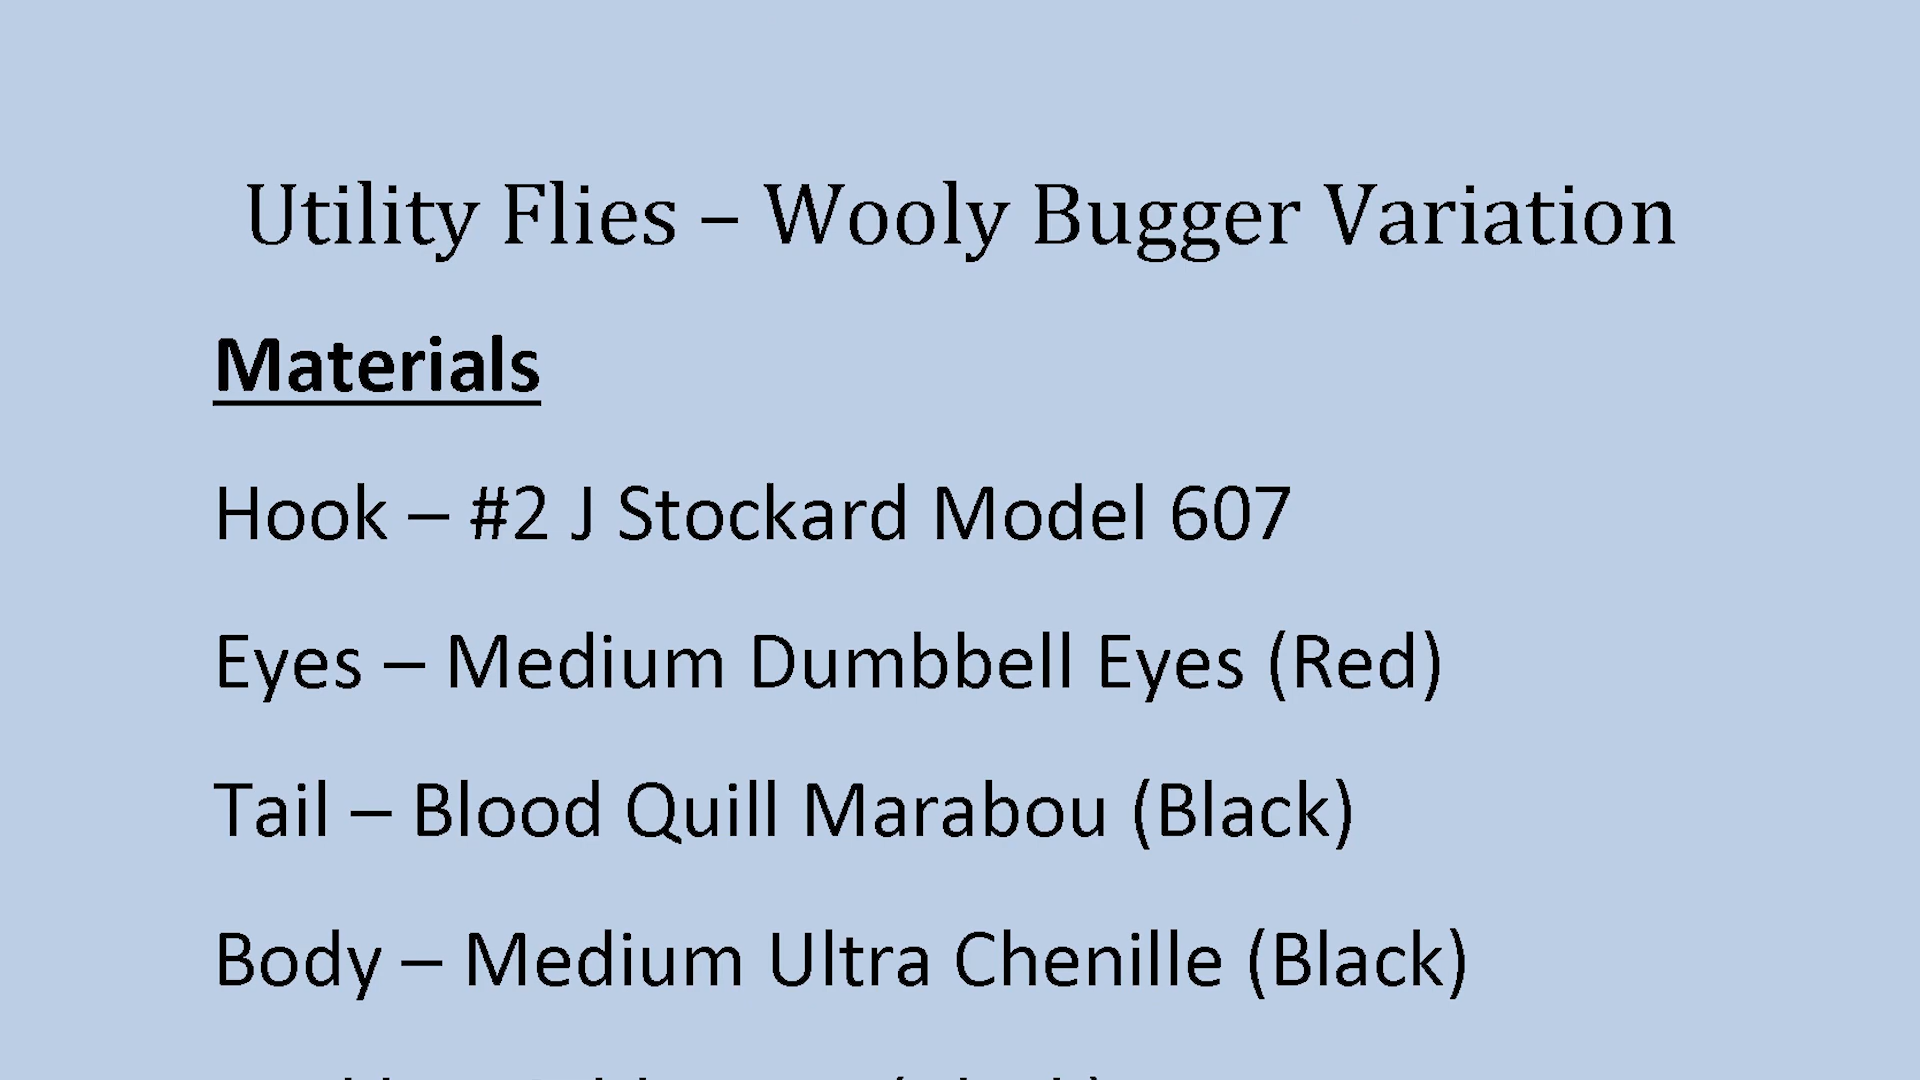 Utility Flies – Wooly Bugger Variation
Materials
Hook – #2 J Stockard Model 607
Eyes – Medium Dumbbell Eyes (Red)
Tail – Blood Quill Marabou (Black)
Body – Medium Ultra Chenille (Black)